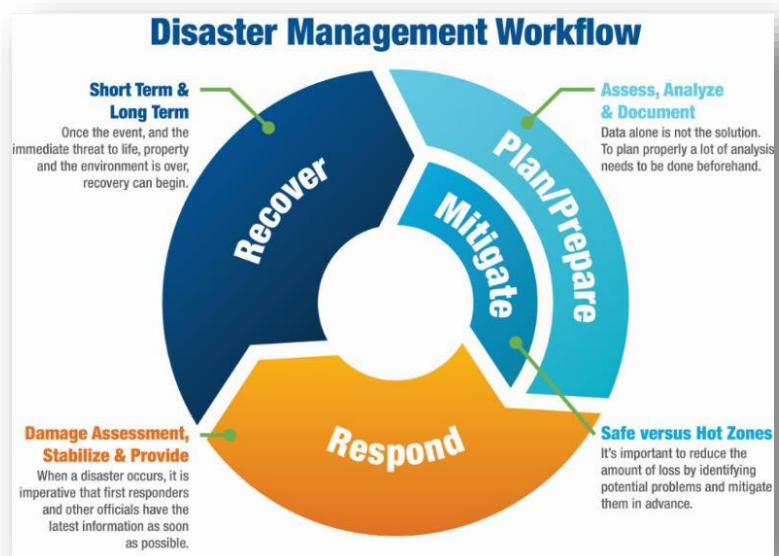 Disaster Management Workflow
Short Term &
Long Term
Once the event, and the
immediate threat to life, property
and the environment is over,
recovery can begin.
Assess, Analyze
& Document
Data alone is not the solution.
To plan properly a lot of analysis
needs to be done beforehand.
Recover
Plan/Prepare
Mitigate
Respond
Damage Assessment,
Stabilize & Provide
When a disaster occurs, it is
imperative that first responders
and other officials have the
latest information as soon
as possible.
Safe versus Hot Zones
It's important to reduce the
amount of loss by identifying
potential problems and mitigate
them in advance.